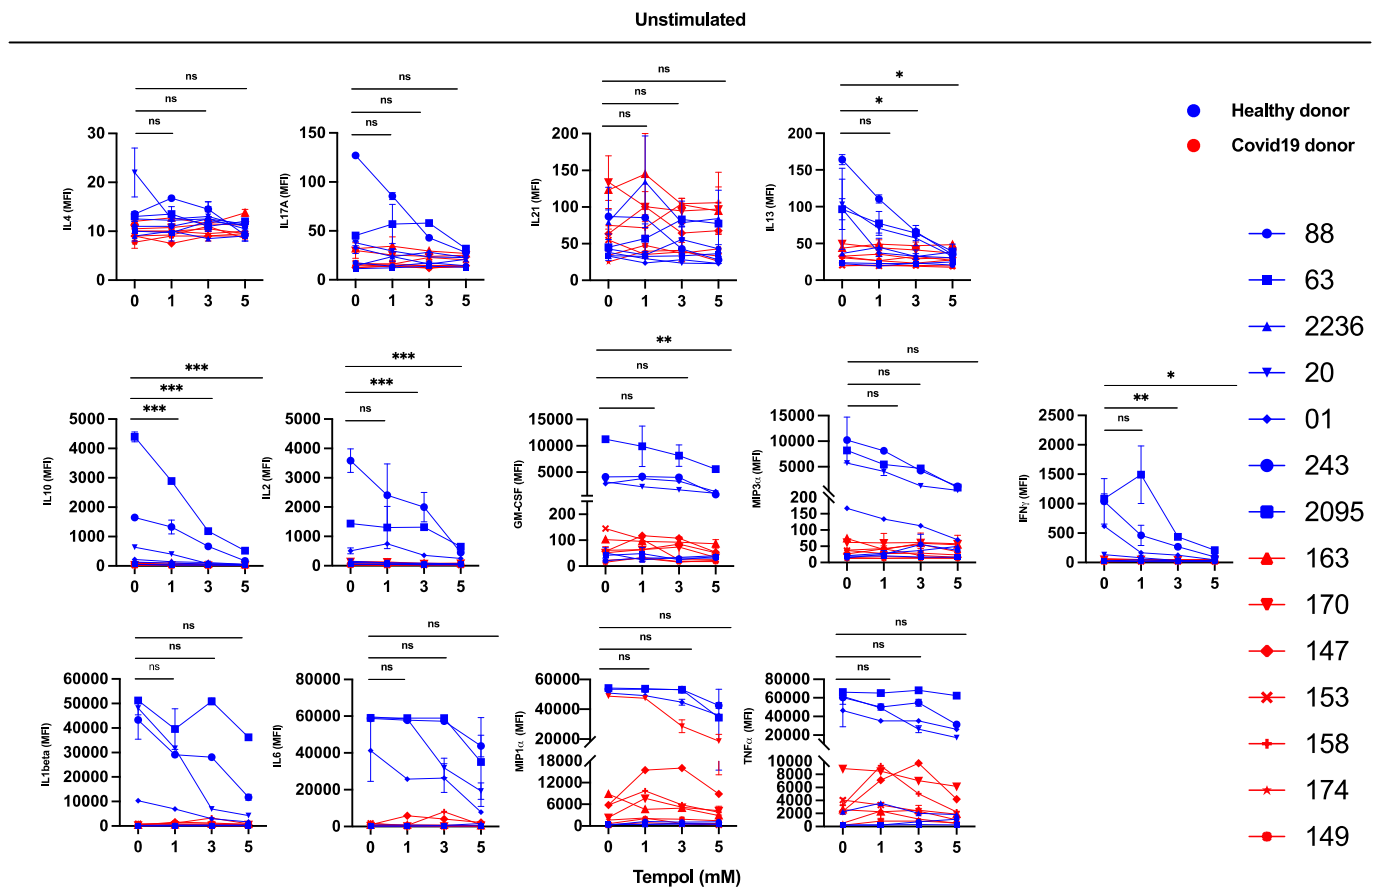 Unstimulated
ns
ns
ns
30
20
10
0
IL4 (MFI)
0 1 3 5
ns
ns
ns
150
100
50
0
IL17A (MFI)
0 1 3 5
ns
ns
ns
200
150
100
50
0
IL21 (MFI)
0 1 3 5
*
*
ns
200
150
100
50
0
IL13 (MFI)
0 1 3 5
Healthy donor
Covid19 donor
***
***
***
5000
4000
3000
2000
1000
0
IL10 (MFI)
0 1 3 5
***
***
ns
5000
4000
3000
2000
1000
0
IL2 (MFI)
0 1 3 5
**
ns
ns
15000
10000
5000
200
150
100
50
0
GM-CSF (MFI)
0 1 3 5
ns
ns
ns
15000
10000
5000
200
150
100
50
0
MIP3α (MFI)
0 1 3 5
*
**
ns
2500
2000
1500
1000
500
0
IFNγ (MFI)
0 1 3 5
ns
ns
ns
60000
50000
40000
30000
20000
10000
0
IL1beta (MFI)
0 1 3 5
ns
ns
ns
80000
60000
40000
20000
0
IL6 (MFI)
0 1 3 5
ns
ns
ns
60000
40000
20000
18000
12000
6000
0
MIP1α (MFI)
0 1 3 5
ns
ns
ns
80000
60000
40000
20000
10000
8000
6000
4000
2000
0
TNFα (MFI)
0 1 3 5
88
63
2236
20
01
243
2095
163
170
147
153
158
174
149
Tempol (mM)